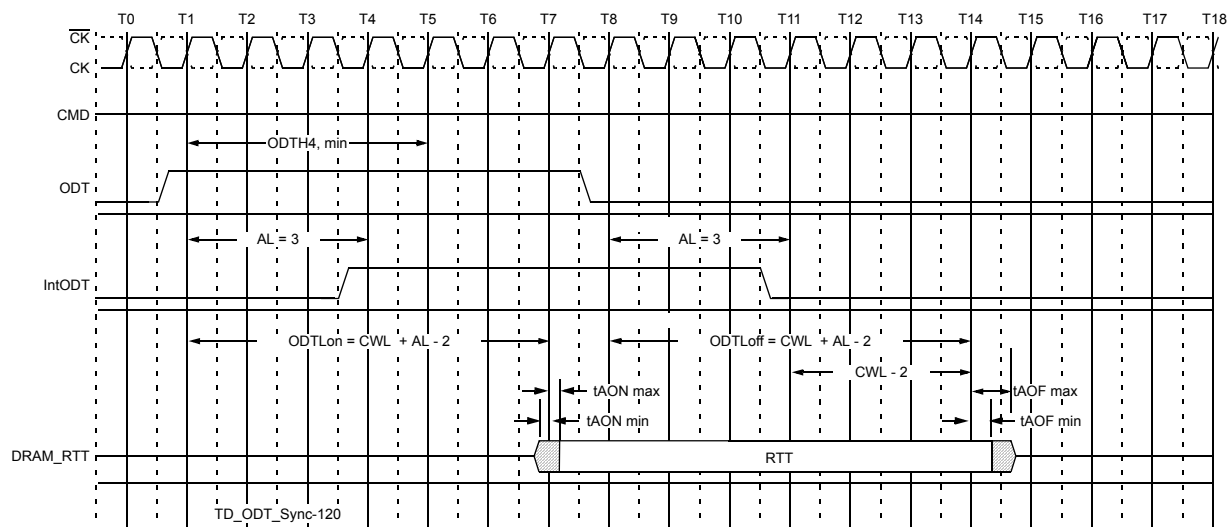 T0 T1 T2 T3 T4 T5 T6 T7 T8 T9 T10 T11 T12 T13 T14 T15 T16 T17 T18
CK
CK
CMD
ODTH4, min
ODT
AL = 3 AL = 3
IntODT
ODTLon = CWL + AL - 2 ODTLoff = CWL + AL - 2
CWL - 2
tAON max tAOF max
tAON min tAOF min
DRAM_RTT RTT
TD_ODT_Sync-120